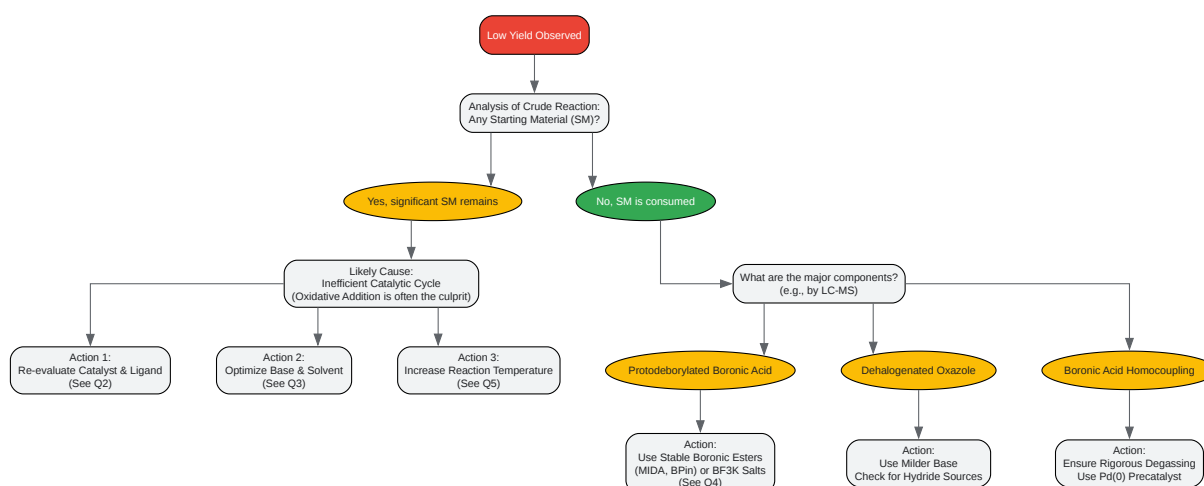 Low Yield Observed
Analysis of Crude Reaction:
Any Starting Material (SM)?
Yes, significant SM remains
No, SM is consumed
Likely Cause:
Inefficient Catalytic Cycle
(Oxidative Addition is often the culprit)
What are the major components?
(e.g., by LC-MS)
Action 1:
Re-evaluate Catalyst & Ligand
(See Q2)
Action 2:
Optimize Base & Solvent
(See Q3)
Action 3:
Increase Reaction Temperature
(See Q5)
Protodeborylated Boronic Acid
Dehalogenated Oxazole
Boronic Acid Homocoupling
Action:
Use Stable Boronic Esters
(MIDA, BPin) or BF3K Salts
(See Q4)
Action:
Use Milder Base
Check for Hydride Sources
Action:
Ensure Rigorous Degassing
Use Pd(0) Precatalyst